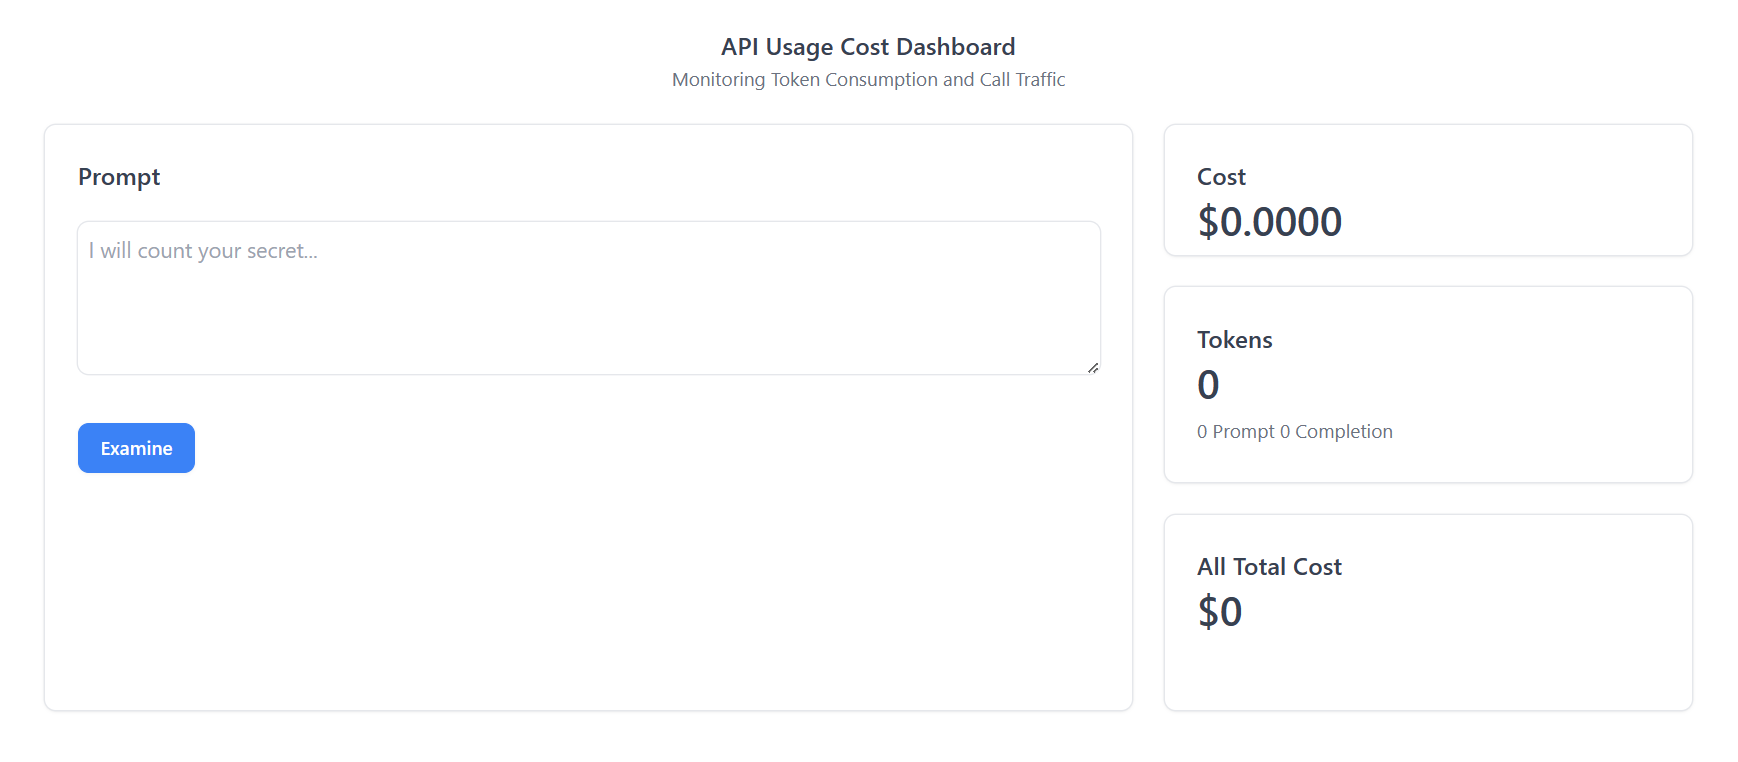 API Usage Cost Dashboard
Monitoring Token Consumption and Call Traffic
Prompt
I will count your secret...
Examine
Cost
$0.0000
Tokens
0
0 Prompt 0 Completion
All Total Cost
$0